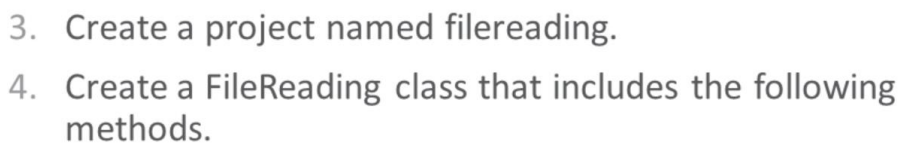 3. Create a project named filereading.
4. Create a FileReading class that includes the following
methods.